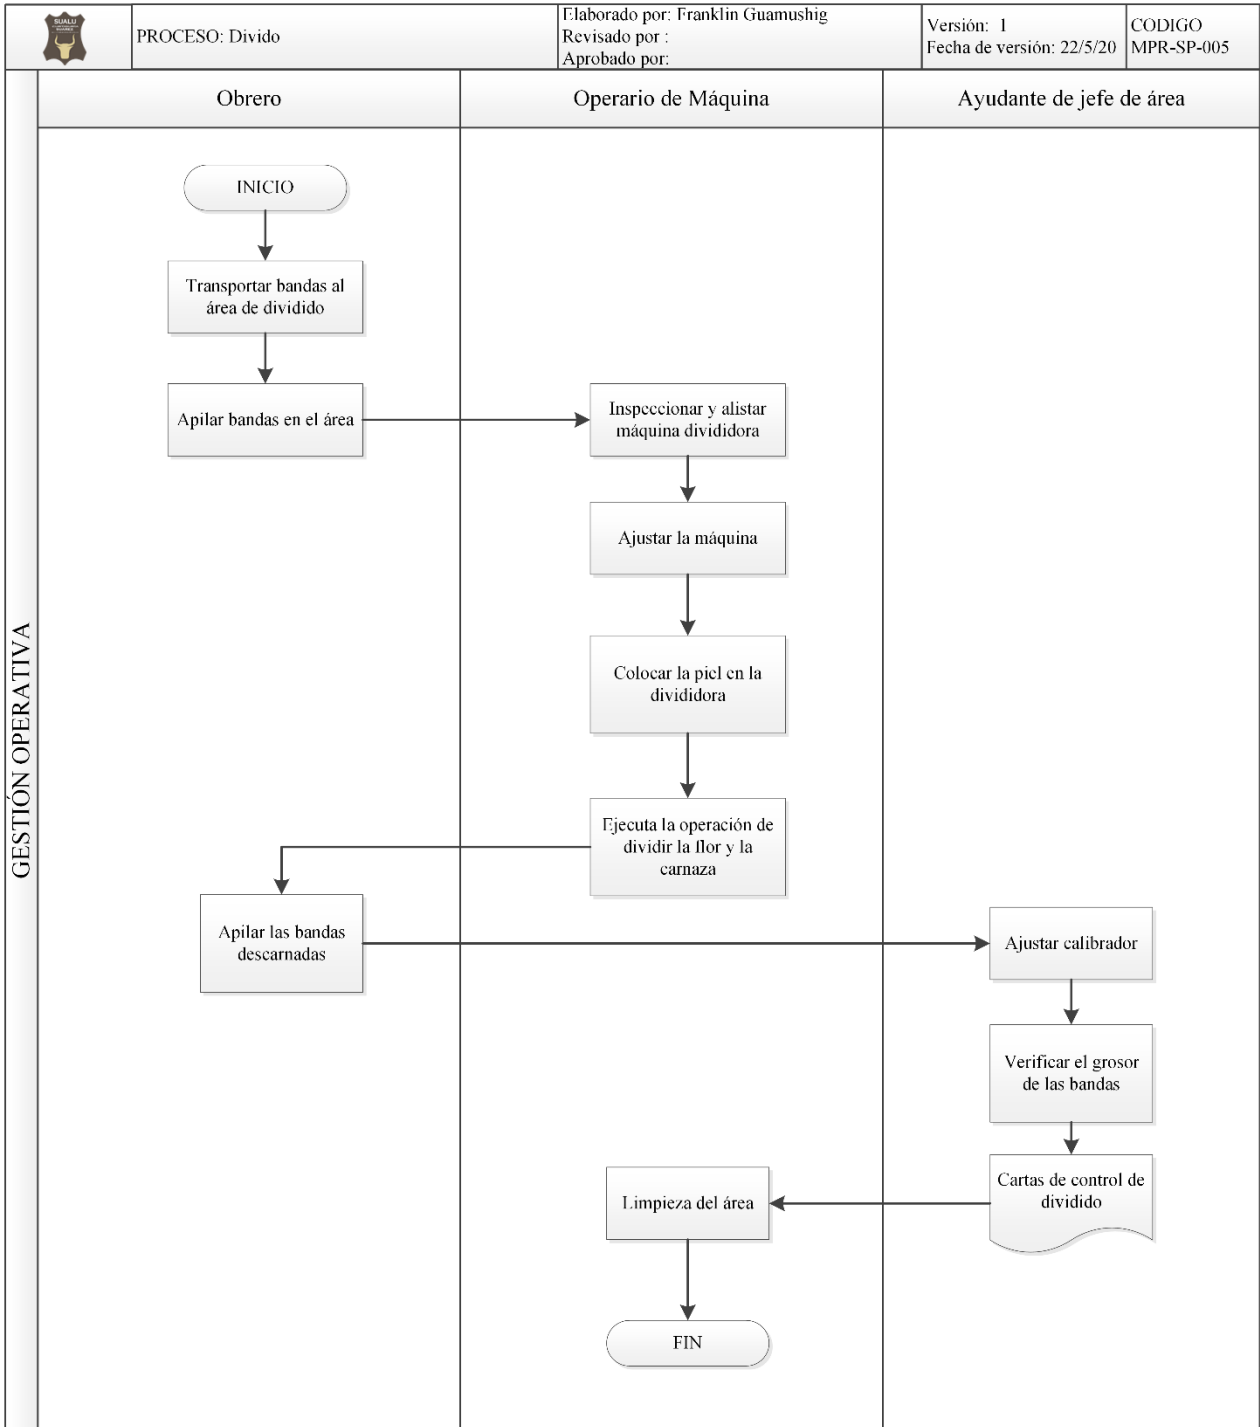 SUALU
PROCESO: Divido
Elaborado por: Franklin Guamushig
Revisado por :
Aprobado por:
Versión: 1
Fecha de versión: 22/5/20
CODIGO
MPR-SP-005
GESTIÓN OPERATIVA
Obrero
Operario de Máquina
Ayudante de jefe de área
INICIO
Transportar bandas al
área de dividido
Apilar bandas en el área
Inspeccionar y alistar
máquina divididora
Ajustar la máquina
Colocar la piel en la
divididora
Ejecuta la operación de
dividir la flor y la
carnaza
Apilar las bandas
descarnadas
Ajustar calibrador
Verificar el grosor
de las bandas
Cartas de control de
dividido
Limpieza del área
FIN